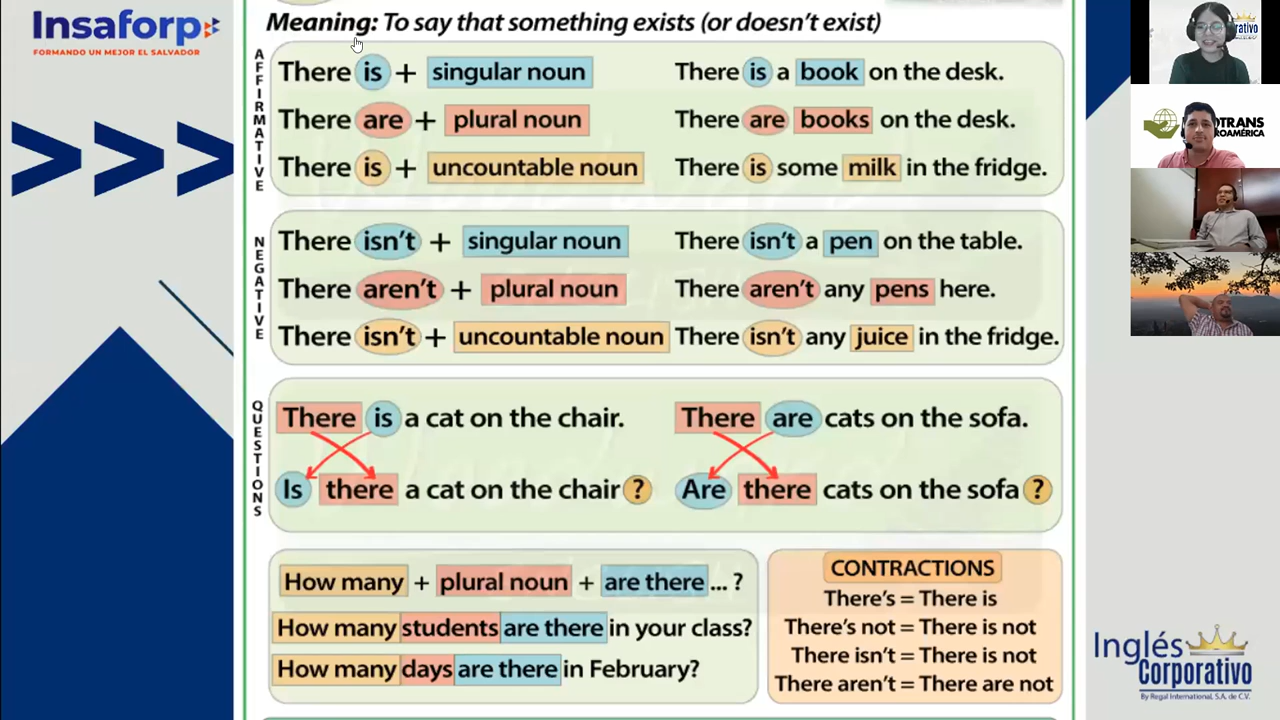 Insaforp
FORMANDO UN MEJOR EL SALVADOR
Meaning: To say that something exists (or doesn't exist)
AFFIRMATIVE
There is + singular noun There is a book on the desk.
There are + plural noun There are books on the desk.
There is + uncountable noun There is some milk in the fridge.
NEGATIVE
There isn't + singular noun There isn't a pen on the table.
There aren't + plural noun There aren't any pens here.
There isn't + uncountable noun There isn't any juice in the fridge.
QUESTIONS
There is a cat on the chair. There are cats on the sofa.
Is there a cat on the chair ? Are there cats on the sofa ?
How many + plural noun + are there ... ?
How many students are there in your class?
How many days are there in February?
CONTRACTIONS
There's = There is
There's not = There is not
There isn't = There is not
There aren't = There are not
Inglés
Corporativo
By Regal International, S.A. de C.V.